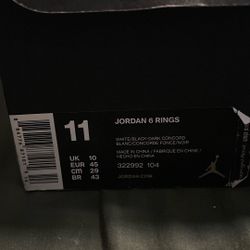 JORDAN 6 RINGS
11
UK 10
EUR 45
CM 29
BR 43
WHITE/BLACK-DARK CONCORD
BLANC/CONCORDE FONCE/NOIR
MADE IN CHINA / FABRIQUE EN CHINE /
HECHO EN CHINA
322992 104
JORDAN.COM